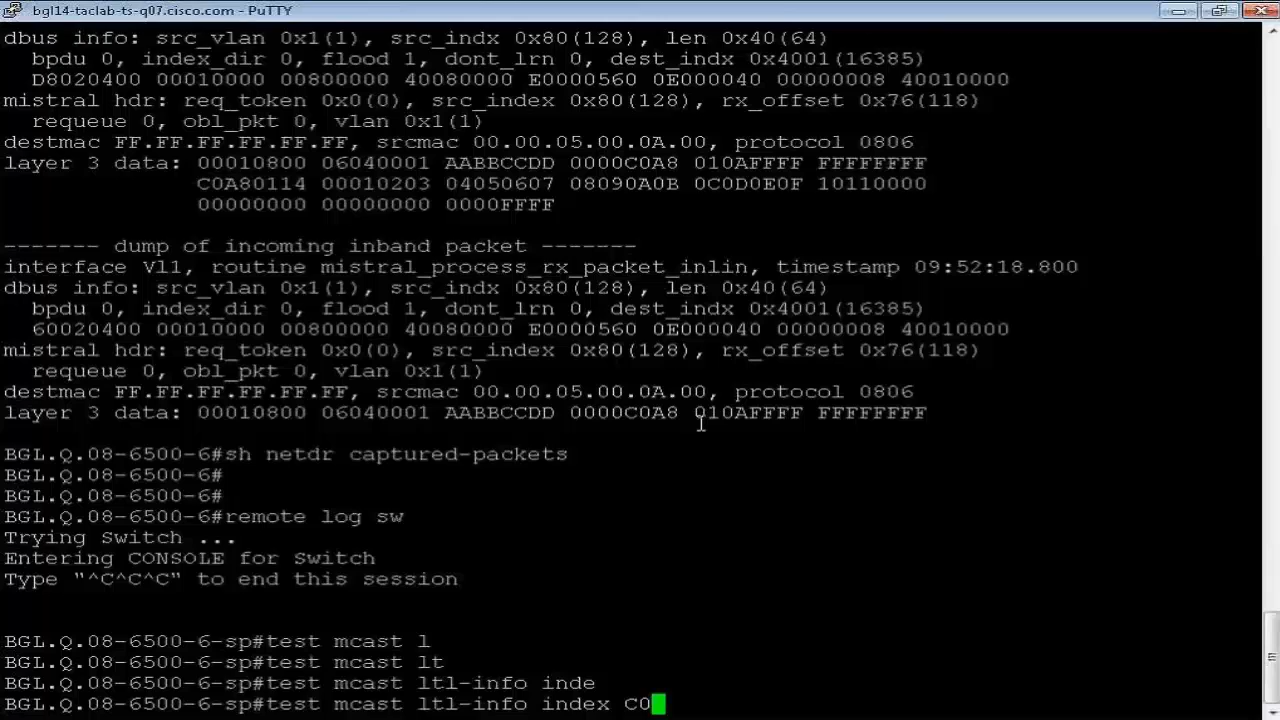 bgl14-taclab-ts-q07.cisco.com - PuTTY
dbus info: src_vlan 0x1(1), src_indx 0x80(128), len 0x40(64)
bpdu 0, index_dir 0, flood 1, dont_lrn 0, dest_indx 0x4001(16385)
D8020400 00010000 00800000 40080000 E0000560 0E000040 00000008 40010000
mistral hdr: req_token 0x0(0), src_index 0x80(128), rx_offset 0x76(118)
requeue 0, obl_pkt 0, vlan 0x1(1)
destmac FF.FF.FF.FF.FF.FF, srcmac 00.00.05.00.0A.00, protocol 0806
layer 3 data: 00010800 06040001 AABBCCDD 0000C0A8 010AFFFF FFFFFFFF
C0A80114 00010203 04050607 08090A0B 0C0D0E0F 10110000
00000000 00000000 0000FFFF
------- dump of incoming inband packet -------
interface Vl1, routine mistral_process_rx_packet_inlin, timestamp 09:52:18.800
dbus info: src_vlan 0x1(1), src_indx 0x80(128), len 0x40(64)
bpdu 0, index_dir 0, flood 1, dont_lrn 0, dest_indx 0x4001(16385)
60020400 00010000 00800000 40080000 E0000560 0E000040 00000008 40010000
mistral hdr: req_token 0x0(0), src_index 0x80(128), rx_offset 0x76(118)
requeue 0, obl_pkt 0, vlan 0x1(1)
destmac FF.FF.FF.FF.FF.FF, srcmac 00.00.05.00.0A.00, protocol 0806
layer 3 data: 00010800 06040001 AABBCCDD 0000C0A8 010AFFFF FFFFFFFF
BGL.Q.08-6500-6#sh netdr captured-packets
BGL.Q.08-6500-6#
BGL.Q.08-6500-6#
BGL.Q.08-6500-6#remote log sw
Trying Switch ...
Entering CONSOLE for Switch
Type "^C^C^C" to end this session
BGL.Q.08-6500-6-sp#test mcast l
BGL.Q.08-6500-6-sp#test mcast lt
BGL.Q.08-6500-6-sp#test mcast ltl-info inde
BGL.Q.08-6500-6-sp#test mcast ltl-info index C0